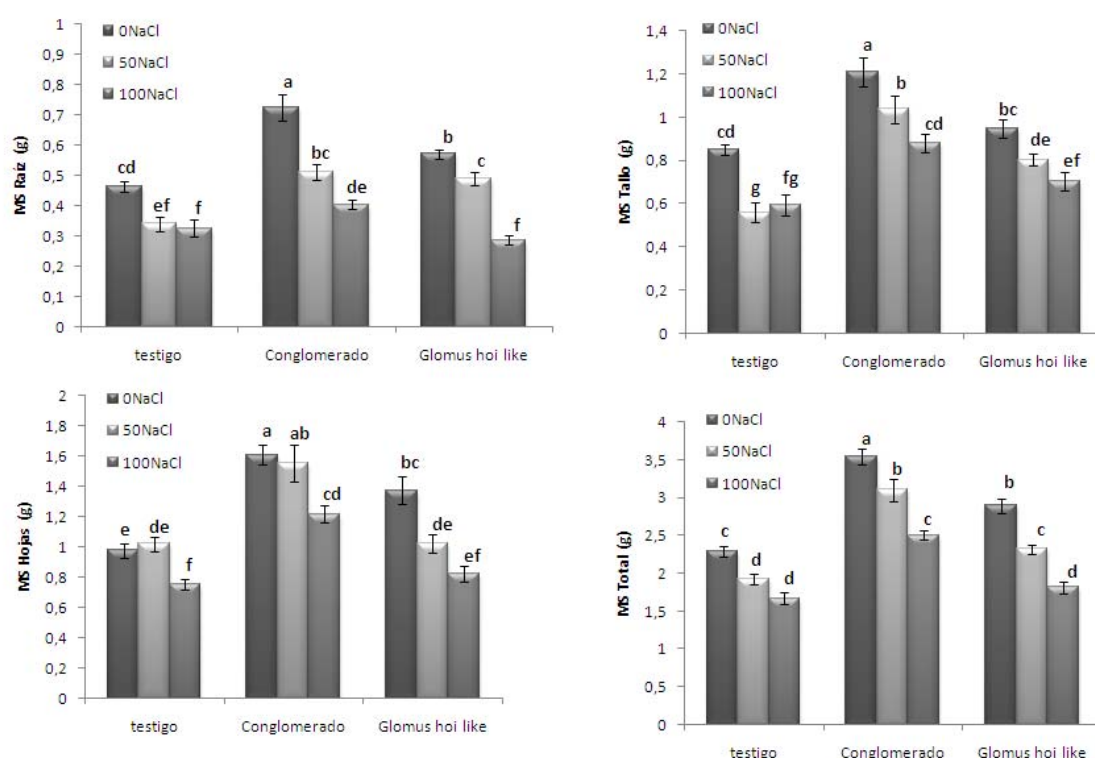 MS Raíz (g)
1
0,9
0,8
0,7
0,6
0,5
0,4
0,3
0,2
0,1
0
0NaCl
50NaCl
100NaCl
cd
ef
f
a
bc
de
b
c
f
testigo
Conglomerado
Glomus hoi like
MS Tallo (g)
1,4
1,2
1
0,8
0,6
0,4
0,2
0
0NaCl
50NaCl
100NaCl
cd
g
fg
a
b
cd
bc
de
ef
testigo
Conglomerado
Glomus hoi like
MS Hojas (g)
2
1,8
1,6
1,4
1,2
1
0,8
0,6
0,4
0,2
0
0NaCl
50NaCl
100NaCl
e
de
f
a
ab
cd
bc
de
ef
testigo
Conglomerado
Glomus hoi like
MS Total (g)
4
3,5
3
2,5
2
1,5
1
0,5
0
0NaCl
50NaCl
100NaCl
c
d
d
a
b
c
b
c
d
testigo
Conglomerado
Glomus hoi like